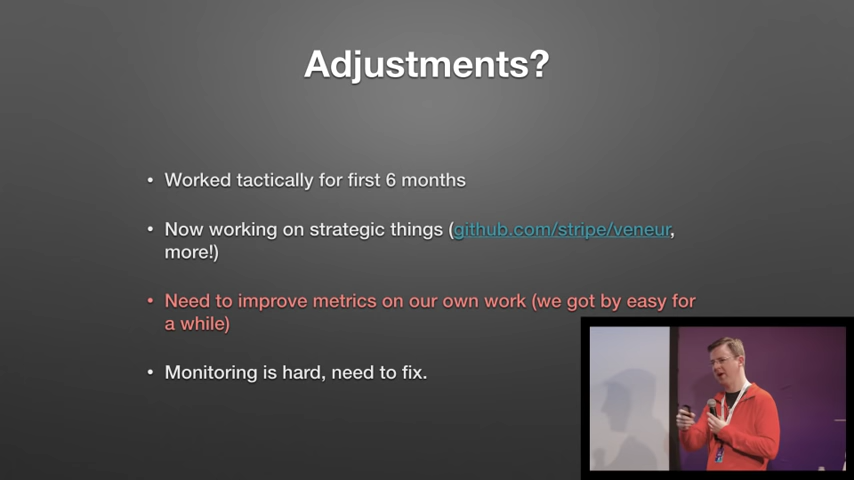 Adjustments?
• Worked tactically for first 6 months
• Now working on strategic things (github.com/stripe/veneur,
more!)
• Need to improve metrics on our own work (we got by easy for
a while)
• Monitoring is hard, need to fix.